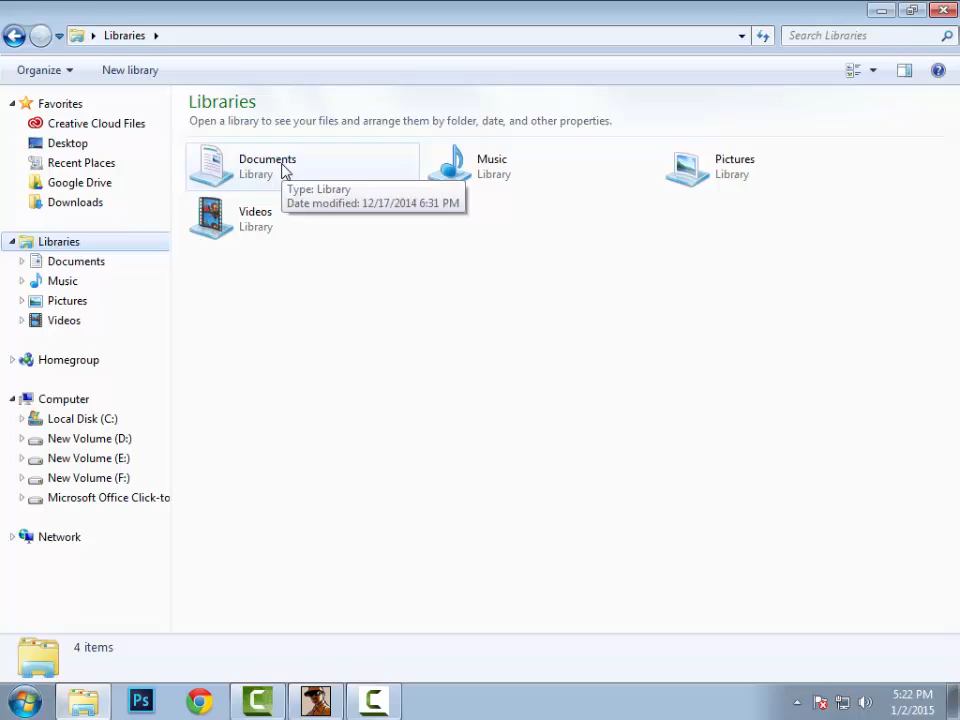 Libraries
Search Libraries
Organize
New library
Favorites
Creative Cloud Files
Desktop
Recent Places
Google Drive
Downloads
Libraries
Documents
Music
Pictures
Videos
Homegroup
Computer
Local Disk (C:)
New Volume (D:)
New Volume (E:)
New Volume (F:)
Microsoft Office Click-to
Network
Libraries
Open a library to see your files and arrange them by folder, date, and other properties.
Documents
Library
Music
Library
Pictures
Library
Type: Library
Date modified: 12/17/2014 6:31 PM
Videos
Library
4 items
Ps
5:22 PM
1/2/2015